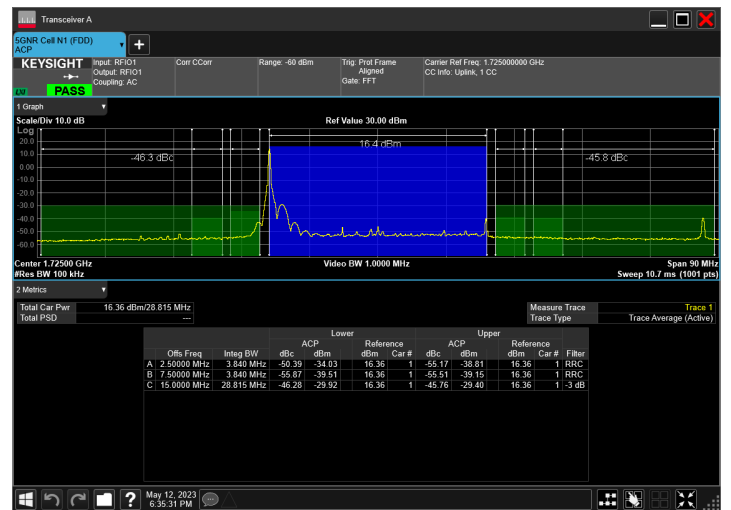 Transceiver A
5GNR Cell N1 (FDD)
ACP
KEYSIGHT
LXI
PASS
Input: RFIO1
Output: RFIO1
Coupling: AC
Corr CCorr
Range: -60 dBm
Trig: Prot Frame
Aligned
Gate: FFT
Carrier Ref Freq: 1.725000000 GHz
CC Info: Uplink, 1 CC
1 Graph
Scale/Div 10.0 dB
Ref Value 30.00 dBm
Log
20.0
10.0
0.00
-10.0
-20.0
-30.0
-40.0
-50.0
-60.0
-46.3 dBc
16.4 dBm
-45.8 dBc
Center 1.72500 GHz
Video BW 1.0000 MHz
Span 90 MHz
#Res BW 100 kHz
Sweep 10.7 ms (1001 pts)
2 Metrics
Total Car Pwr 16.36 dBm/28.815 MHz
Total PSD ---
Measure Trace Trace 1
Trace Type Trace Average (Active)
Lower Upper
ACP Reference ACP Reference
Offs Freq Integ BW dBc dBm dBm Car # dBc dBm dBm Car # Filter
A 2.50000 MHz 3.840 MHz -50.39 -34.03 16.36 1 -55.17 -38.81 16.36 1 RRC
B 7.50000 MHz 3.840 MHz -55.87 -39.51 16.36 1 -55.51 -39.15 16.36 1 RRC
C 15.0000 MHz 28.815 MHz -46.28 -29.92 16.36 1 -45.76 -29.40 16.36 1 -3 dB
May 12, 2023
6:35:31 PM